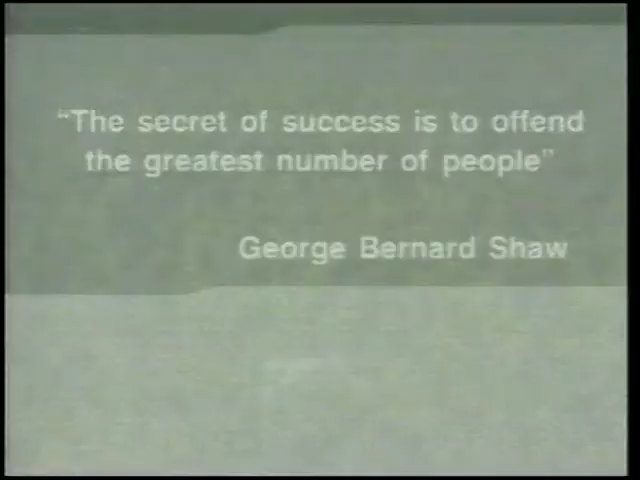 “The secret of success is to offend
the greatest number of people”
George Bernard Shaw